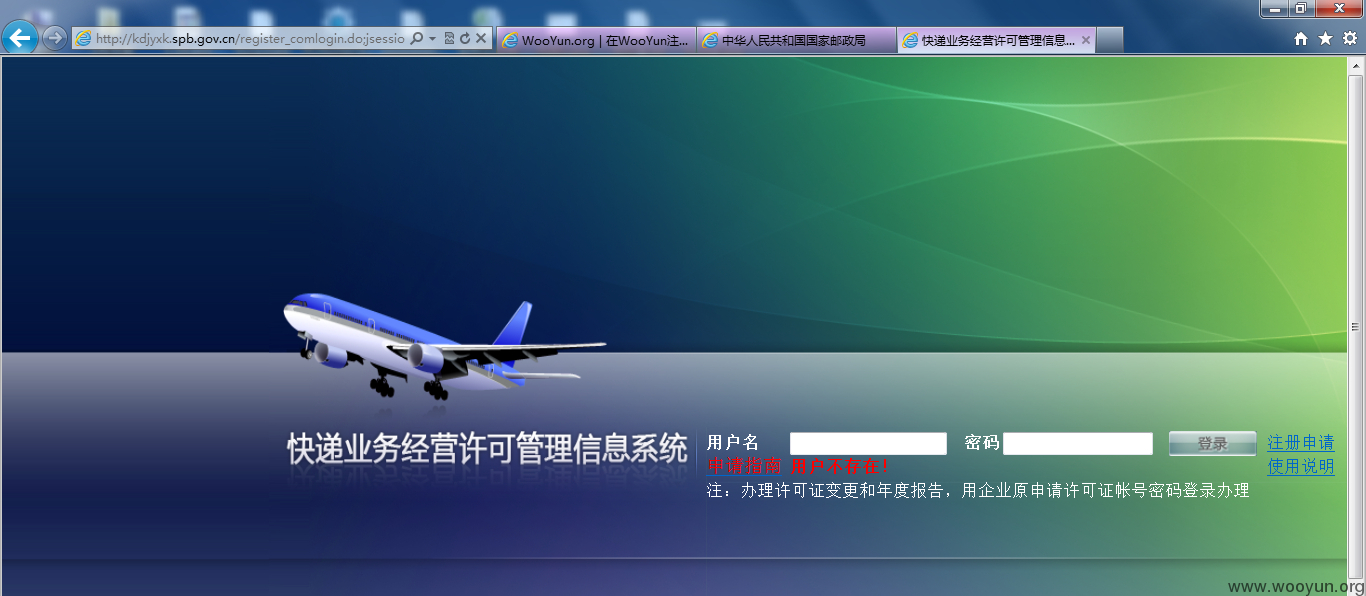 http://kdjyxk.spb.gov.cn/register_comlogin.do;jsessio
WooYun.org | 在WooYun注...
中华人民共和国国家邮政局
快递业务经营许可管理信息...
快递业务经营许可管理信息系统
用户名 密码 登录 注册申请
申请指南 用户不存在! 使用说明
注: 办理许可证变更和年度报告，用企业原申请许可证帐号密码登录办理
www.wooyun.org